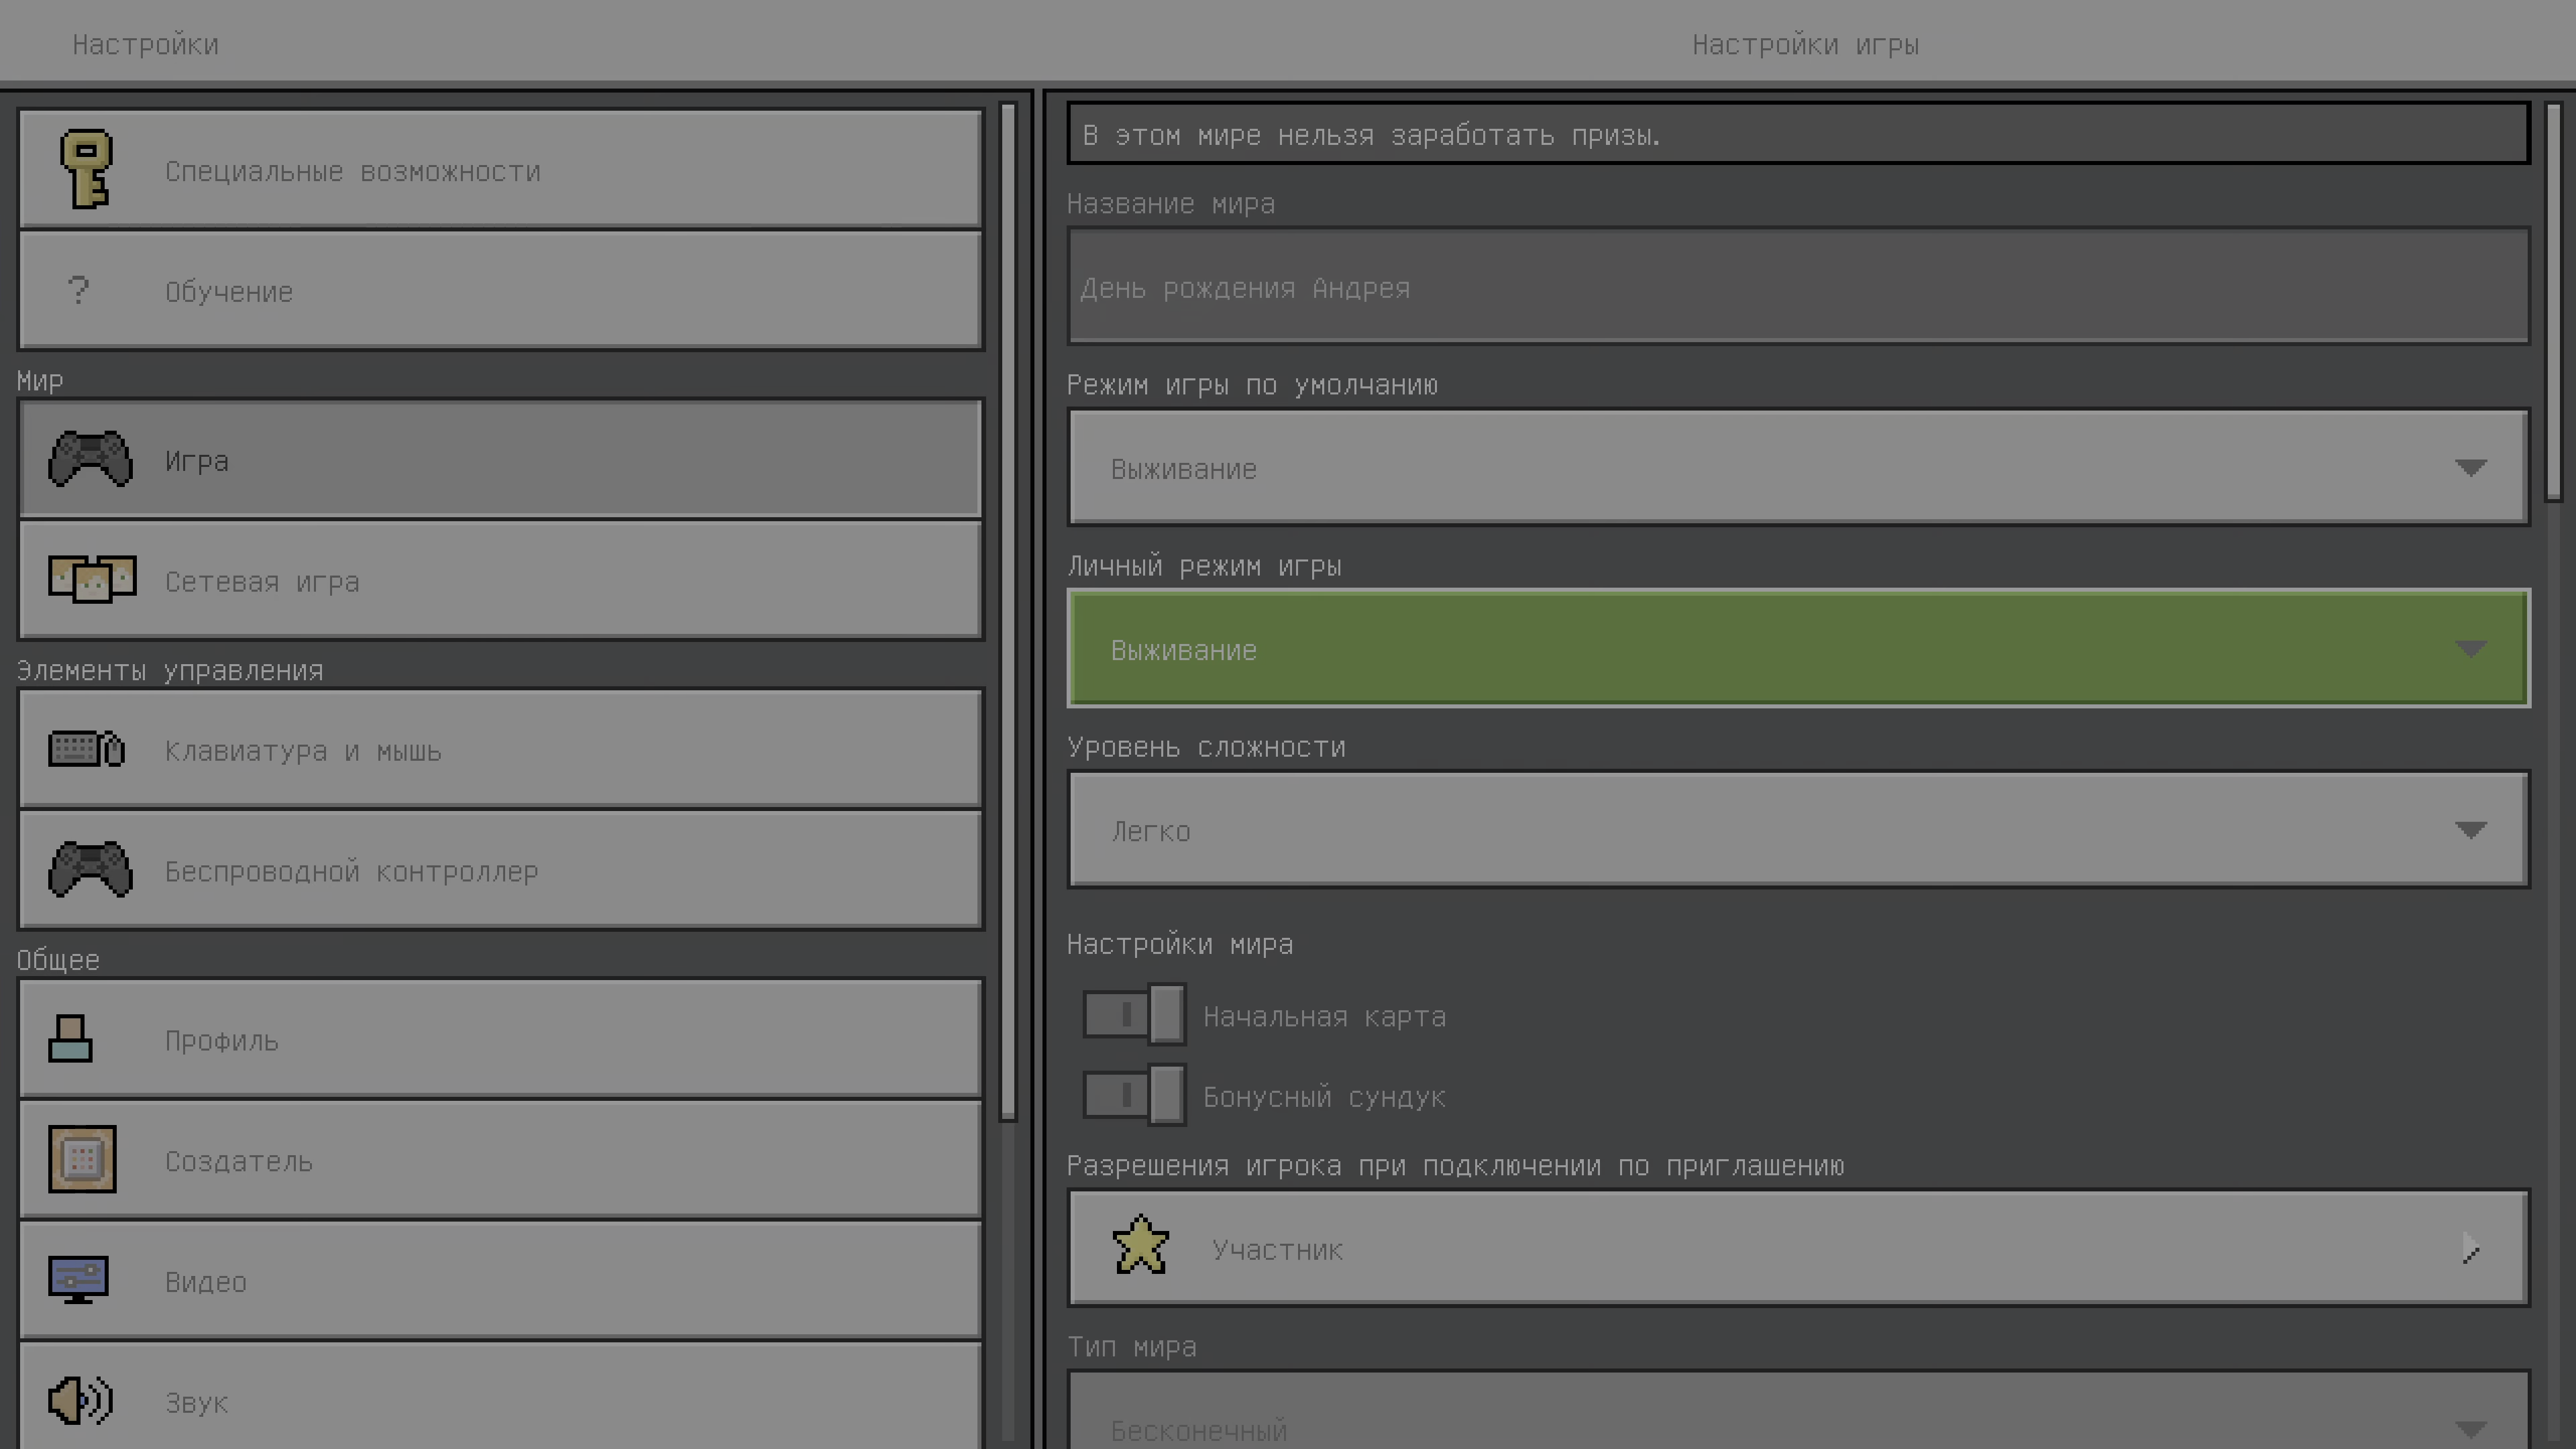 Настройки
Настройки игры
Специальные возможности
?
Обучение
Мир
Игра
Сетевая игра
Элементы управления
Клавиатура и мышь
Беспроводной контроллер
Общее
Профиль
Создатель
Видео
Звук
В этом мире нельзя заработать призы.
Название мира
День рождения Андрея
Режим игры по умолчанию
Выживание
Личный режим игры
Выживание
Уровень сложности
Легко
Настройки мира
Начальная карта
Бонусный сундук
Разрешения игрока при подключении по приглашению
Участник
Тип мира
Бесконечный